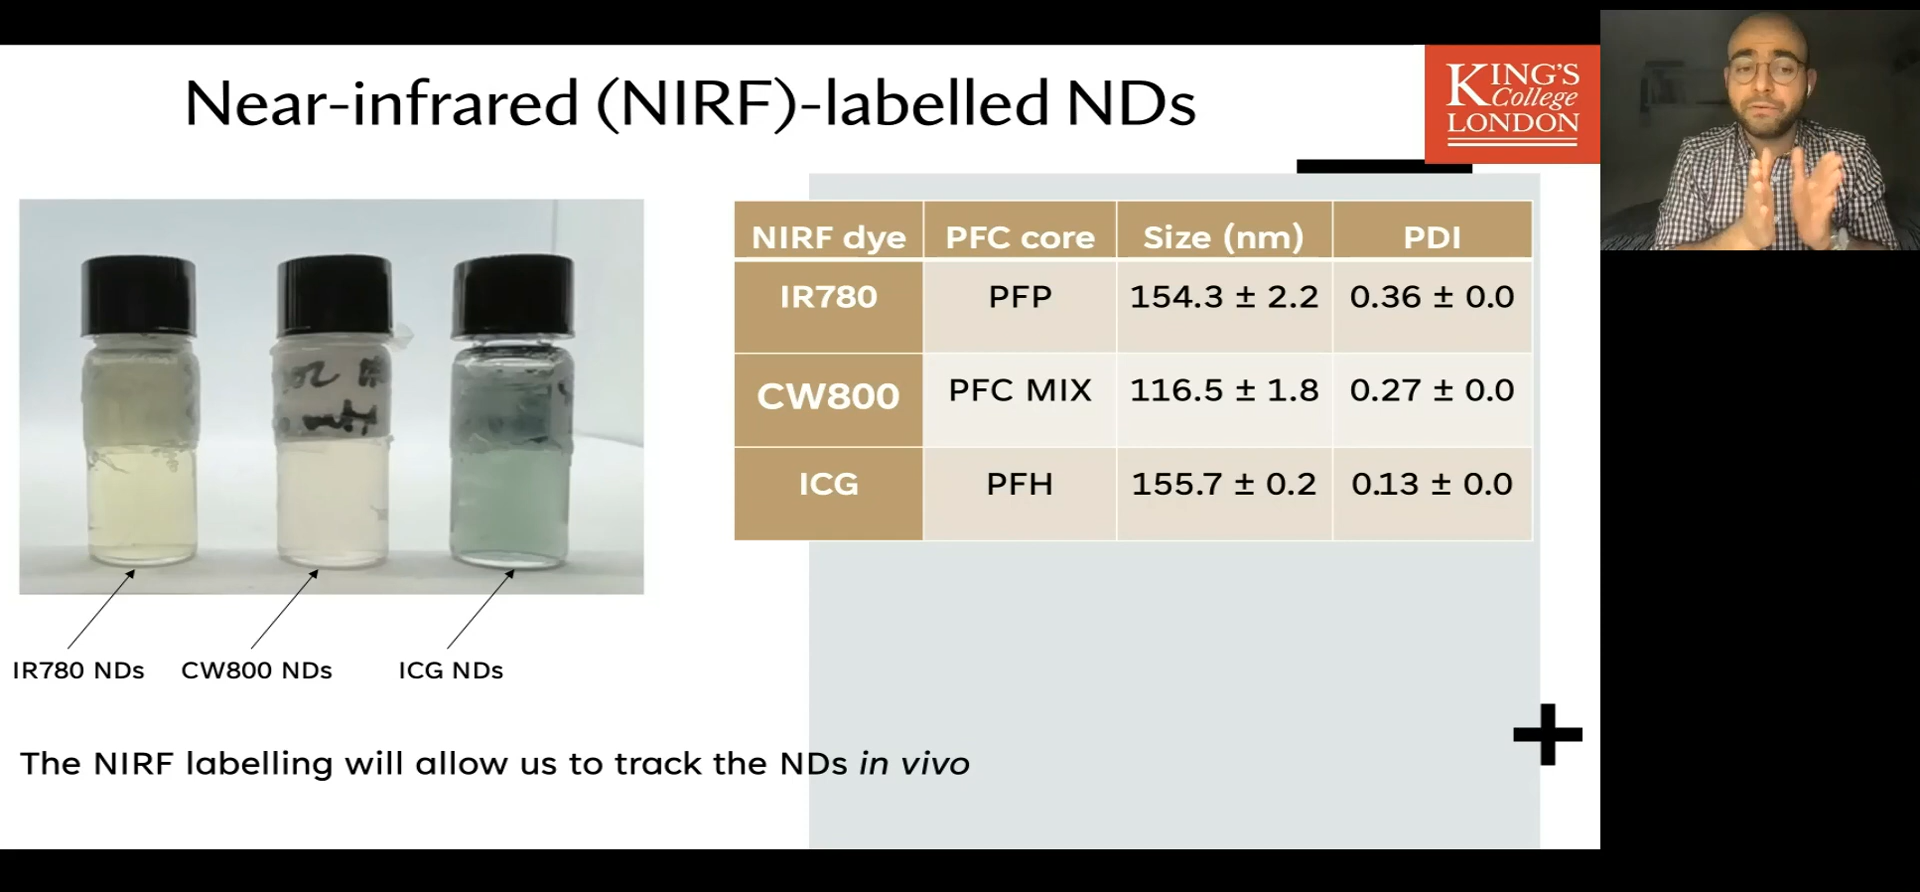 Near-infrared (NIRF)-labelled NDs
KING'S
College
LONDON
NIRF dye PFC core Size (nm) PDI
IR780 PFP 154.3 ± 2.2 0.36 ± 0.0
CW800 PFC MIX 116.5 ± 1.8 0.27 ± 0.0
ICG PFH 155.7 ± 0.2 0.13 ± 0.0
IR780 NDs CW800 NDs ICG NDs
The NIRF labelling will allow us to track the NDs in vivo